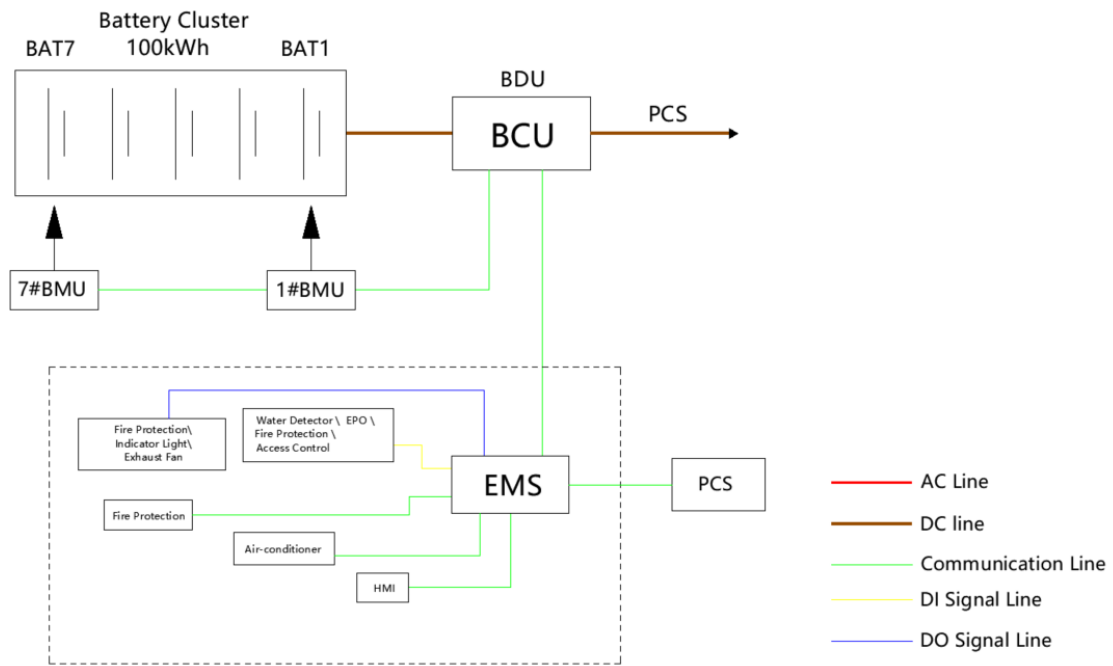 Battery Cluster
100kWh
BAT7
BAT1
BDU
BCU
PCS
7#BMU
1#BMU
Fire Protection\
Indicator Light\
Exhaust Fan
Water Detector \ EPO \
Fire Protection \
Access Control
EMS
PCS
Fire Protection
Air-conditioner
HMI
AC Line
DC line
Communication Line
DI Signal Line
DO Signal Line